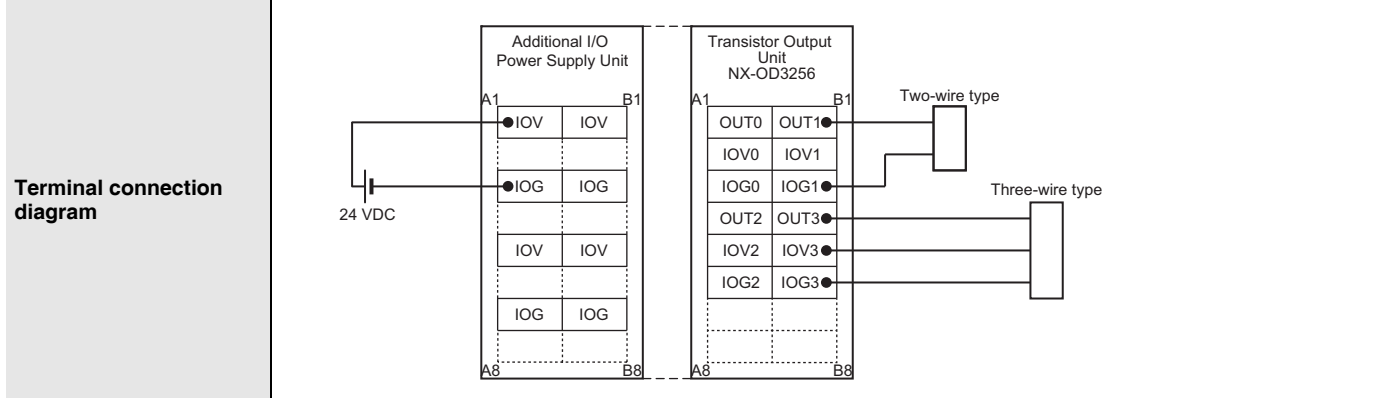 Terminal connection
diagram
24 VDC
Additional I/O
Power Supply Unit
A1 B1
IOV IOV
IOG IOG
IOV IOV
IOG IOG
A8 B8
Transistor Output
Unit
NX-OD3256
A1 B1
OUT0 OUT1
IOV0 IOV1
IOG0 IOG1
OUT2 OUT3
IOV2 IOV3
IOG2 IOG3
A8 B8
Two-wire type
Three-wire type